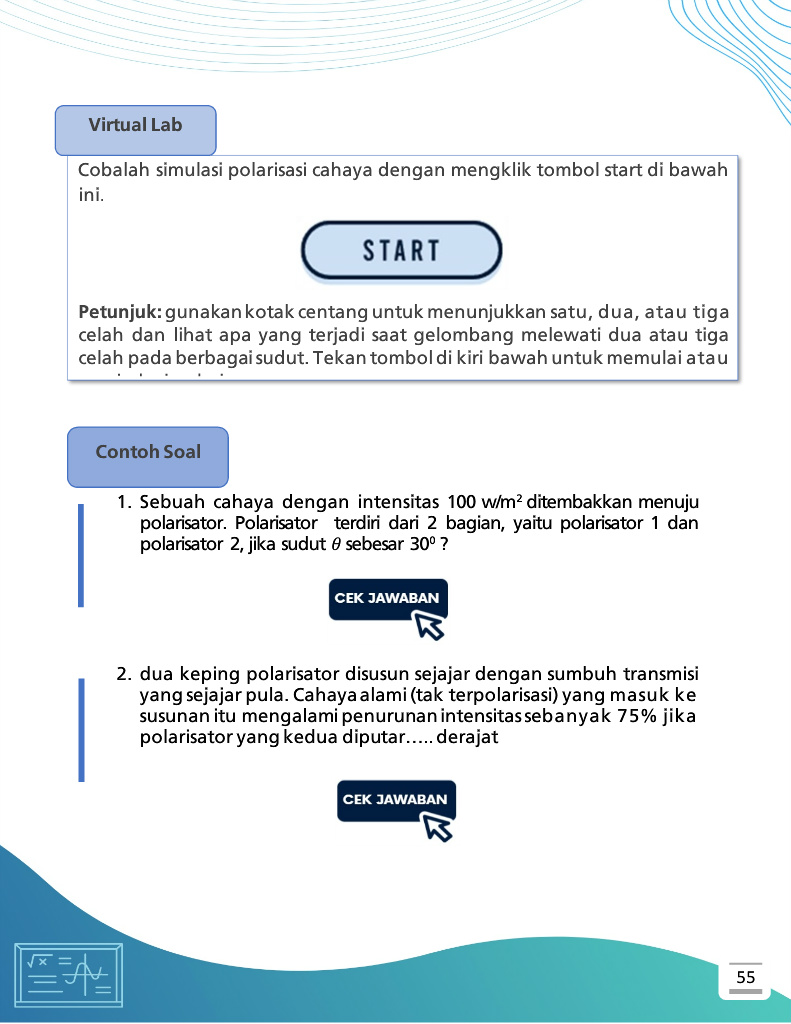 Virtual Lab
Cobalah simulasi polarisasi cahaya dengan mengklik tombol start di bawah
ini.
START
Petunjuk: gunakan kotak centang untuk menunjukkan satu, dua, atau tiga
celah dan lihat apa yang terjadi saat gelombang melewati dua atau tiga
celah pada berbagai sudut. Tekan tombol di kiri bawah untuk memulai atau
Contoh Soal
1. Sebuah cahaya dengan intensitas 100 w/m² ditembakkan menuju
polarisator. Polarisator terdiri dari 2 bagian, yaitu polarisator 1 dan
polarisator 2, jika sudut θ sebesar 30⁰ ?
CEK JAWABAN
2. dua keping polarisator disusun sejajar dengan sumbuh transmisi
yang sejajar pula. Cahaya alami (tak terpolarisasi) yang masuk ke
susunan itu mengalami penurunan intensitas sebanyak 75% jika
polarisator yang kedua diputar..... derajat
CEK JAWABAN
√x
55